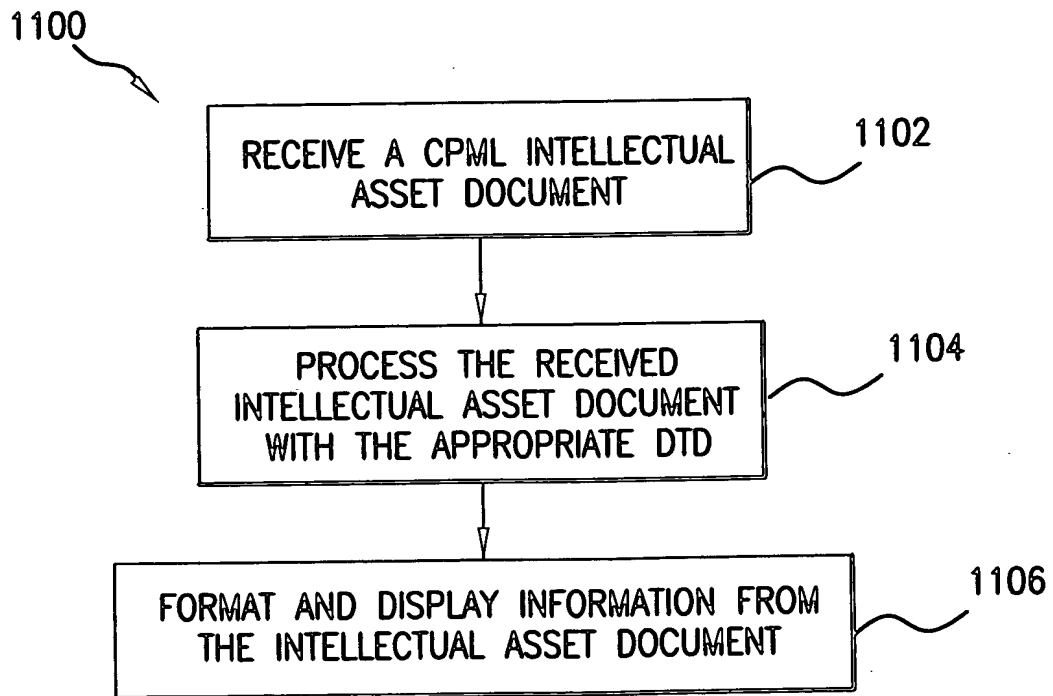 1100
RECEIVE A CPML INTELLECTUAL
ASSET DOCUMENT
1102
PROCESS THE RECEIVED
INTELLECTUAL ASSET DOCUMENT
WITH THE APPROPRIATE DTD
1104
FORMAT AND DISPLAY INFORMATION FROM
THE INTELLECTUAL ASSET DOCUMENT
1106